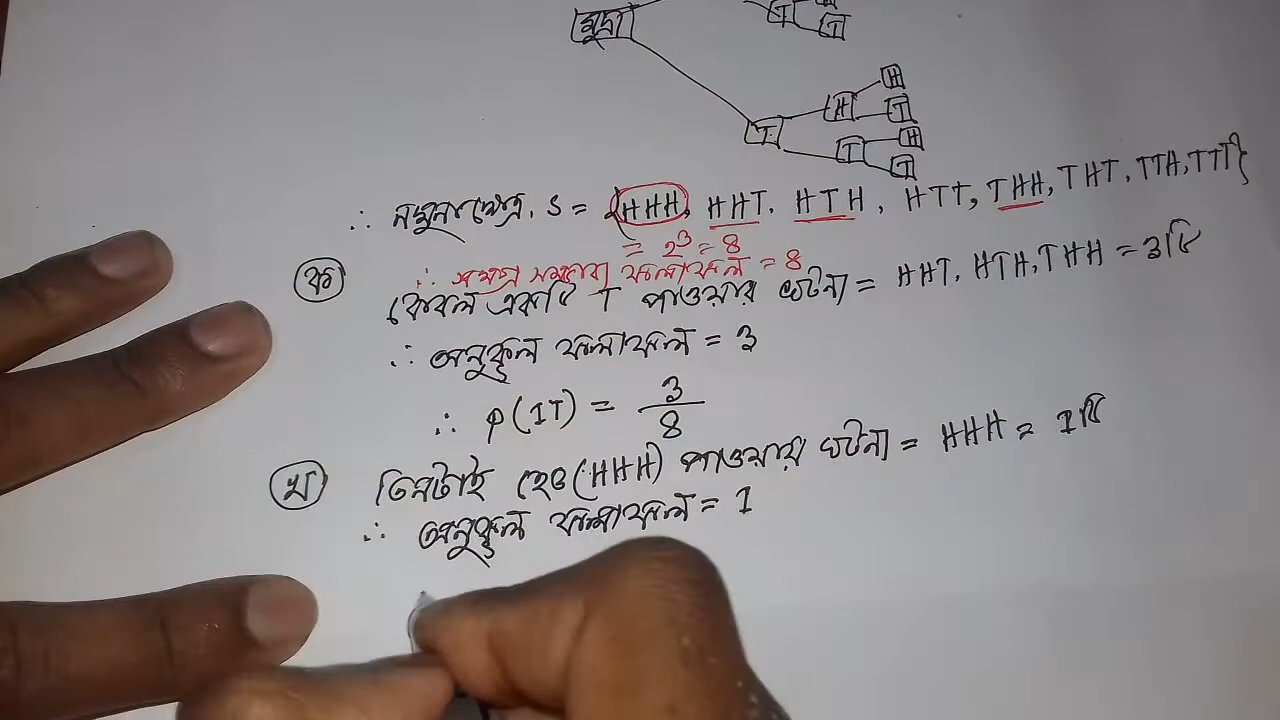 মুদ্রা
T
T
H
H
T
T
H
T
T
∴ নমুনাক্ষেত্র, S = {HHH, HHT, HTH, HTT, THH, THT, TTH, TTT}
= 2³ = 8
∴ সমগ্র সম্ভাব্য ফলাফল = 8
ক কেবল একটি T পাওয়ার ঘটনা = HHT, HTH, THH = 3টি
∴ অনুকূল ফলাফল = 3
∴ P(1T) = 3/8
খ তিনটাই হেড (HHH) পাওয়ার ঘটনা = HHH = 1টি
∴ অনুকূল ফলাফল = 1